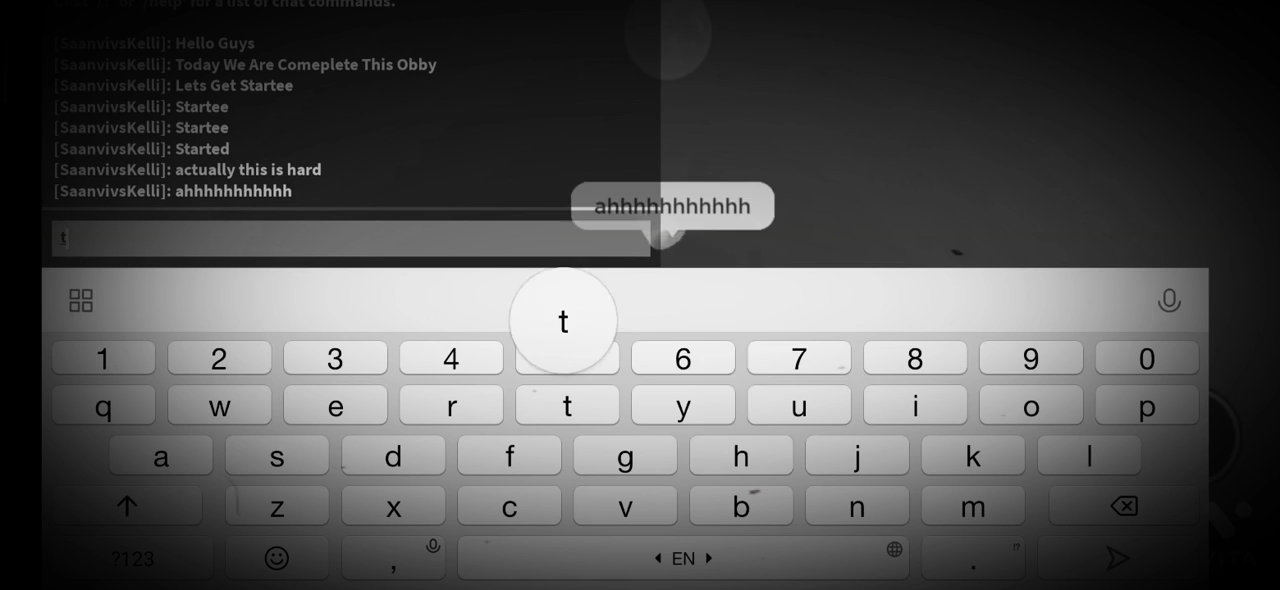 chat '/?' or '/help' for a list of chat commands.
[SaanvivsKelli]: Hello Guys
[SaanvivsKelli]: Today We Are Comeplete This Obby
[SaanvivsKelli]: Lets Get Startee
[SaanvivsKelli]: Startee
[SaanvivsKelli]: Startee
[SaanvivsKelli]: Started
[SaanvivsKelli]: actually this is hard
[SaanvivsKelli]: ahhhhhhhhhhh
ahhhhhhhhhhh
t
t
1 2 3 4 6 7 8 9 0
q w e r t y u i o p
a s d f g h j k l
z x c v b n m
?123 , EN . !?